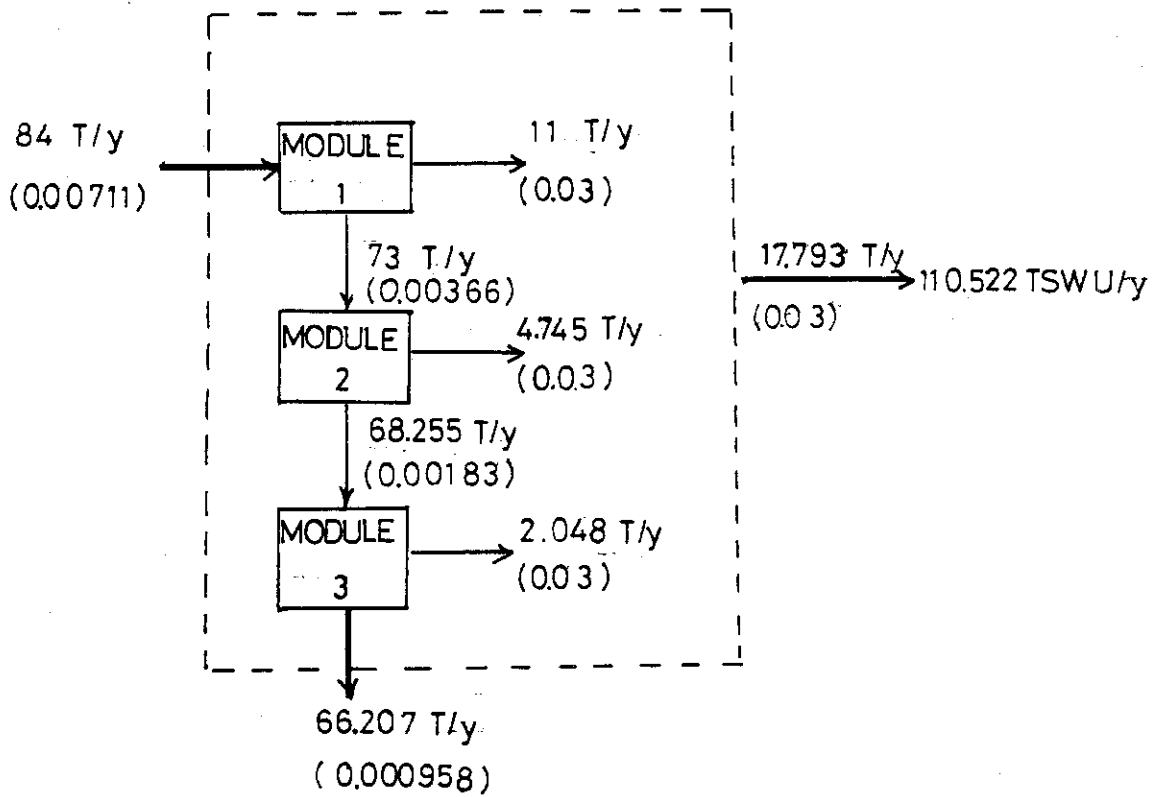 84 T/y
(0.00711)
MODULE
1
11 T/y
(0.03)
73 T/y
(0.00366)
MODULE
2
4.745 T/y
(0.03)
68.255 T/y
(0.00183)
MODULE
3
2.048 T/y
(0.03)
66.207 T/y
(0.000958)
17.793 T/y
(0.03)
110.522 TSWU/y